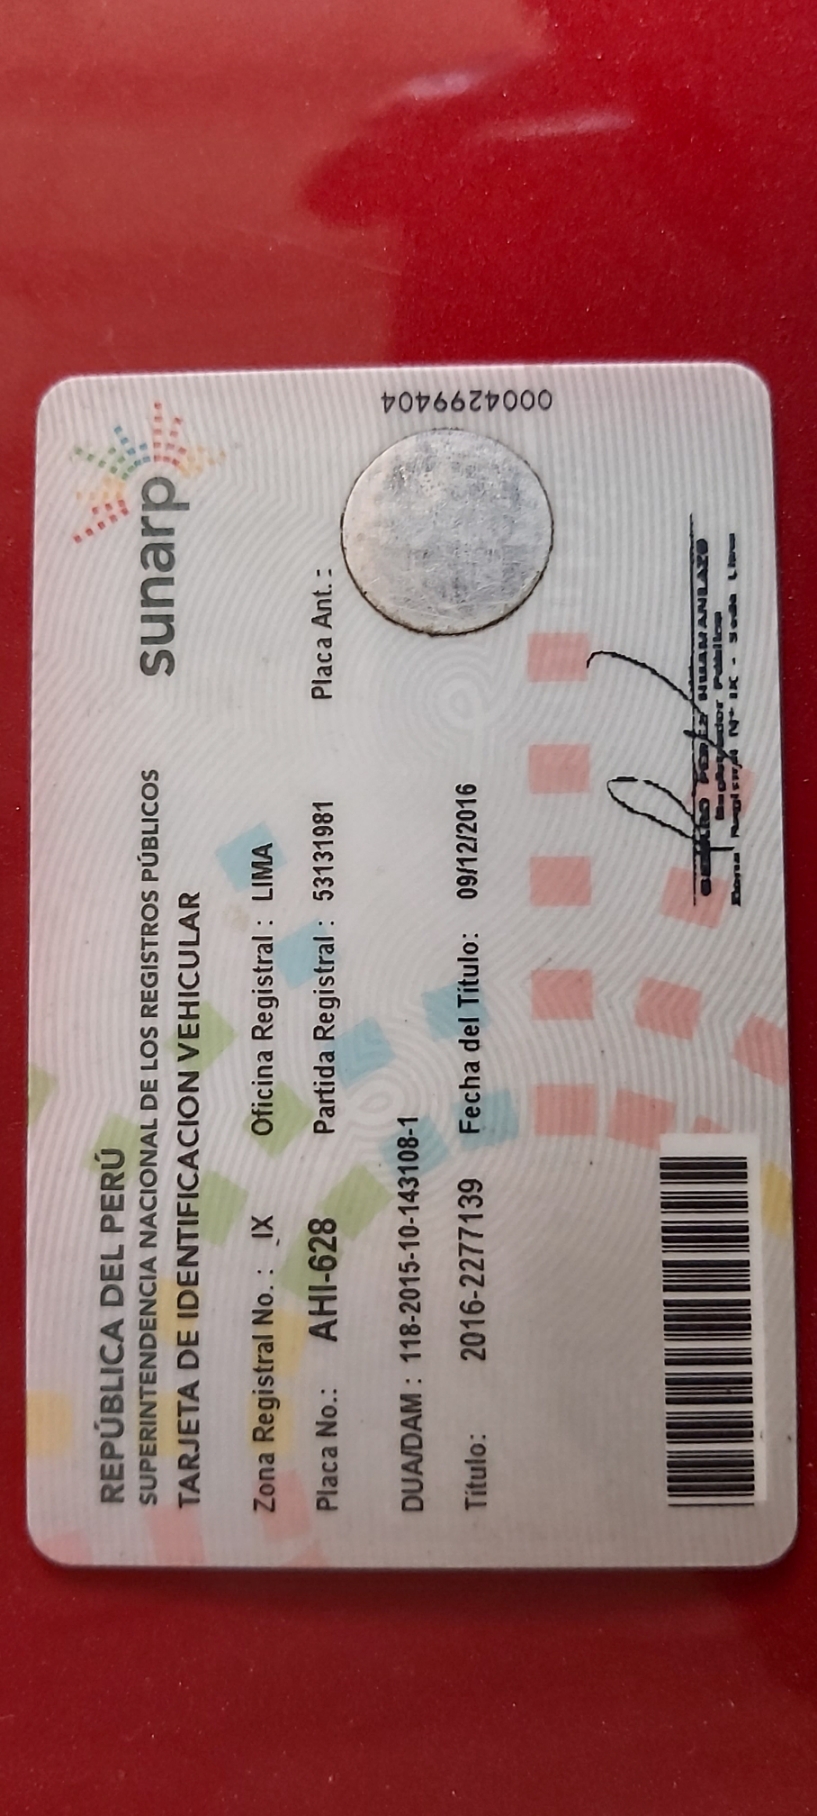 REPÚBLICA DEL PERÚ
SUPERINTENDENCIA NACIONAL DE LOS REGISTROS PÚBLICOS
TARJETA DE IDENTIFICACION VEHICULAR
sunarp
Zona Registral No. : IX Oficina Registral : LIMA
Placa No.: AHI-628 Partida Registral : 53131981 Placa Ant. :
DUA/DAM : 118-2015-10-143108-1
Título: 2016-2277139 Fecha del Título: 09/12/2016
0004299404
HUAMANLAZO
Registrador Público
Zona Registral N° IX - Sede Lima